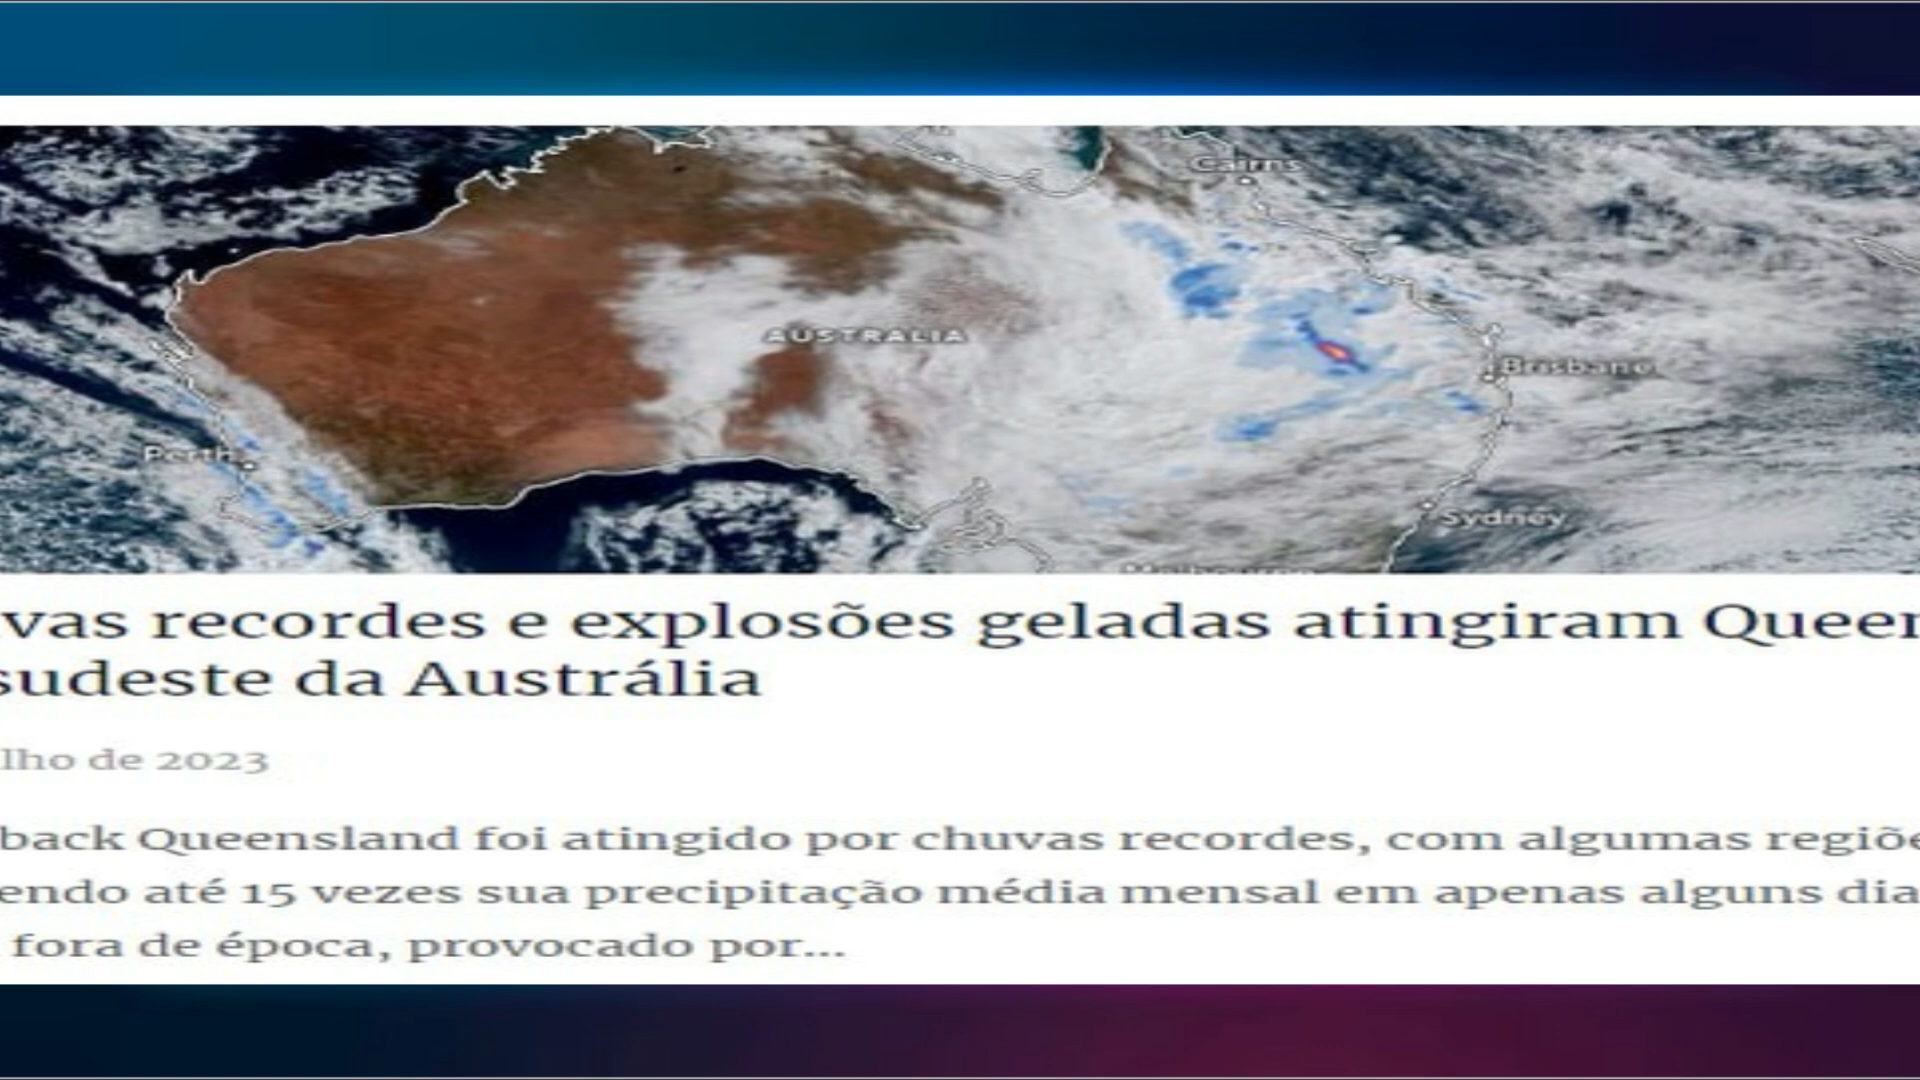 Cairns
AUSTRALIA
Brisbane
Perth
Sydney
Melbourne
vas recordes e explosões geladas atingiram Queen
sudeste da Austrália
lho de 2023
back Queensland foi atingido por chuvas recordes, com algumas regiõe
endo até 15 vezes sua precipitação média mensal em apenas alguns dia
fora de época, provocado por...